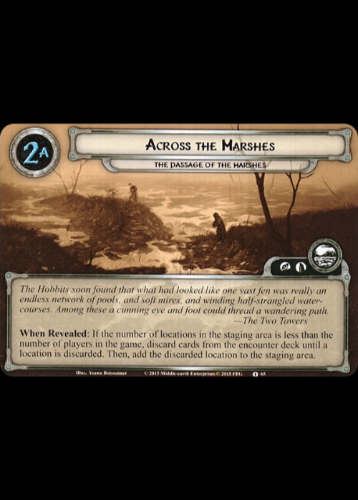 2A
ACROSS THE MARSHES
THE PASSAGE OF THE MARSHES
The Hobbits soon found that what had looked like one vast fen was really an
endless network of pools, and soft mires, and winding half-strangled water-
courses. Among these a cunning eye and foot could thread a wandering path.
—The Two Towers
When Revealed: If the number of locations in the staging area is less than the
number of players in the game, discard cards from the encounter deck until a
location is discarded. Then, add the discarded location to the staging area.
Illus. Yoann Boissonnet © 2015 Middle-earth Enterprises © 2015 FFG 65